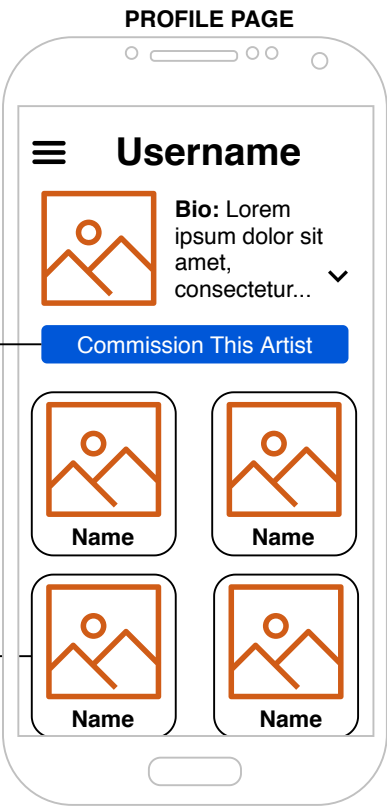 PROFILE PAGE
Username
Bio: Lorem
ipsum dolor sit
amet,
consectetur...
Commission This Artist
Name
Name
Name
Name